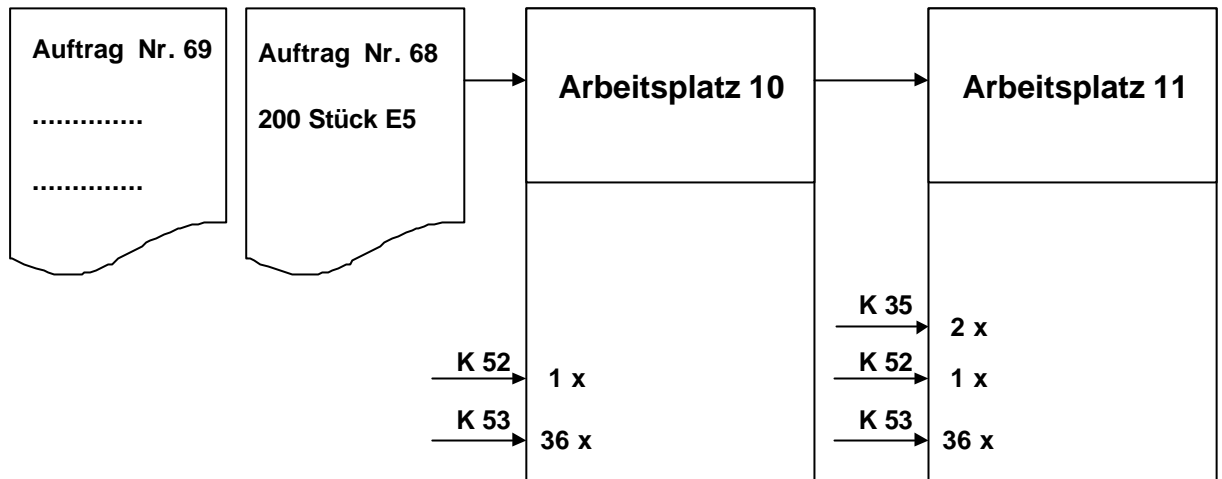 Auftrag Nr. 69
..............
..............
Auftrag Nr. 68
200 Stück E5
Arbeitsplatz 10
Arbeitsplatz 11
K 52
1 x
K 53
36 x
K 35
2 x
K 52
1 x
K 53
36 x